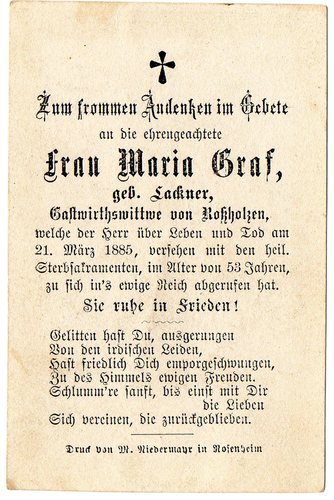 Zum frommen Andenken im Gebete
an die ehrengeachtete
Frau Maria Graf,
geb. Lackner,
Gastwirthswittwe von Roßholzen,
welche der Herr über Leben und Tod am
21. März 1885, versehen mit den heil.
Sterbsakramenten, im Alter von 53 Jahren,
zu sich in's ewige Reich abgerufen hat.
Sie ruhe in Frieden!
Gelitten hast Du, ausgerungen
Von den irdischen Leiden,
Hast friedlich Dich emporgeschwungen,
Zu des Himmels ewigen Freuden.
Schlumm're sanft, bis einst mit Dir
die Lieben
Sich vereinen, die zurückgeblieben.
Druck von M. Niedermayr in Rosenheim